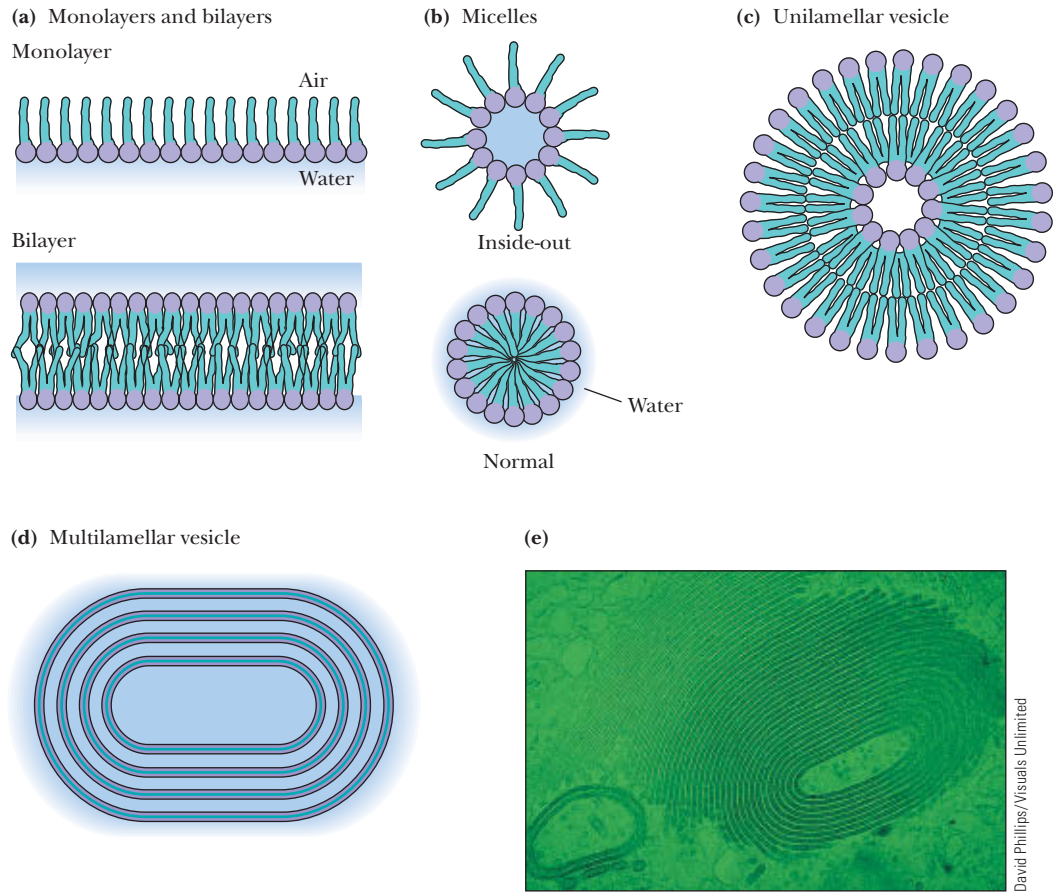 (a) Monolayers and bilayers
Monolayer
Air
Water
Bilayer
(b) Micelles
Inside-out
Water
Normal
(c) Unilamellar vesicle
(d) Multilamellar vesicle
(e)
David Phillips/Visuals Unlimited